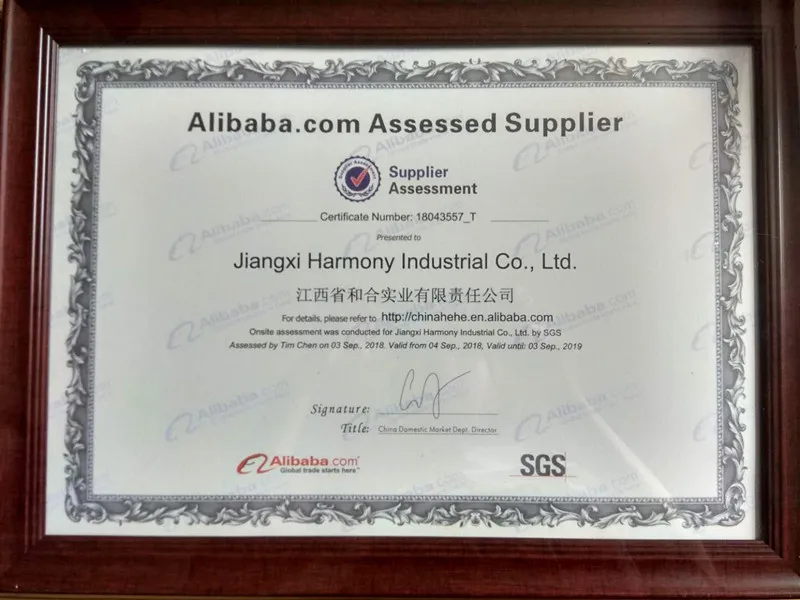 Alibaba.com Assessed Supplier
Supplier Assessment
Supplier
Assessment
Certificate Number: 18043557_T
Presented to
Jiangxi Harmony Industrial Co., Ltd.
江西省和合实业有限责任公司
For details, please refer to http://chinahehe.en.alibaba.com
Onsite assessment was conducted for Jiangxi Harmony Industrial Co., Ltd. by SGS
Assessed by Tim Chen on 03 Sep., 2018. Valid from 04 Sep., 2018, Valid until: 03 Sep., 2019
Signature:
Title: China Domestic Market Dept. Director
Alibaba.com®
Global trade starts here.™
SGS